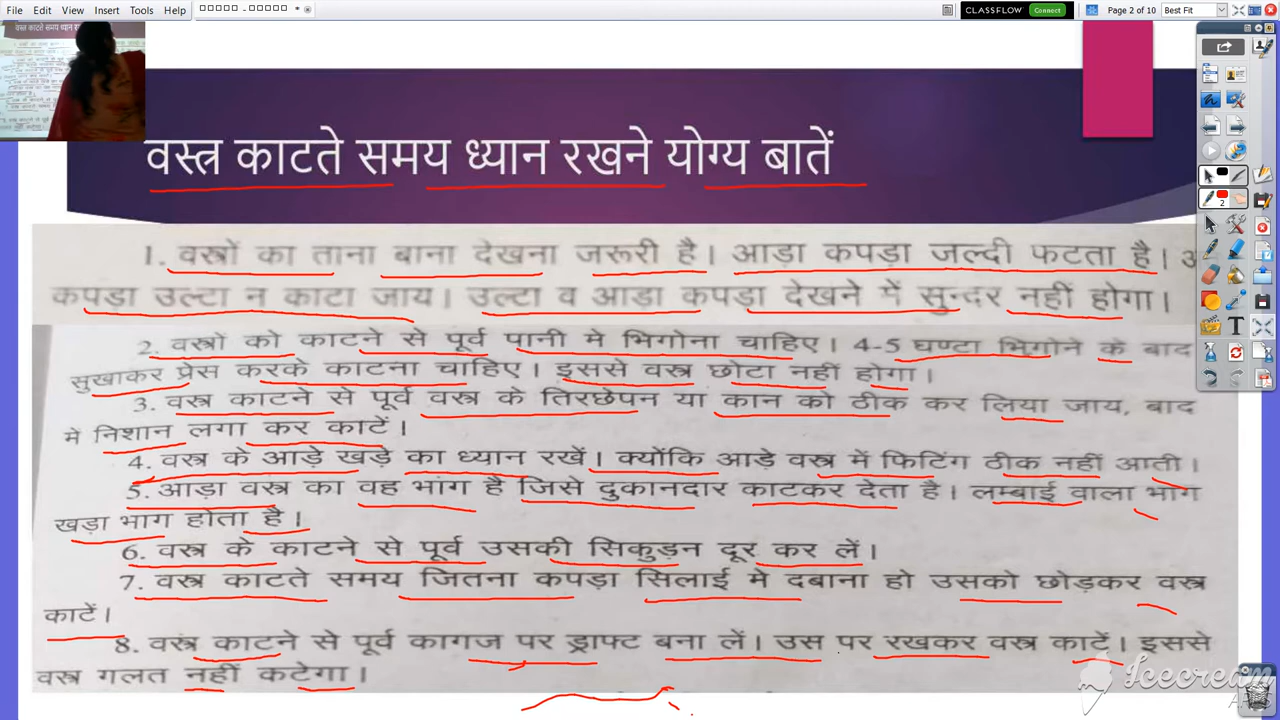 File Edit View Insert Tools Help
CLASSFLOW Connect
Page 2 of 10 Best Fit
वस्त्र काटते समय ध्यान रखने योग्य बातें
1. वस्त्रों का ताना बाना देखना जरूरी है। आड़ा कपड़ा जल्दी फटता है।
कपड़ा उल्टा न काटा जाय। उल्टा व आडा कपडा देखने में सुन्दर नहीं होगा।
2. वस्त्रों को काटने से पूर्व पानी मे भिगोना चाहिए। 4-5 घण्टा भिगोने के बाद
सुखाकर प्रेस करके काटना चाहिए। इससे वस्त्र छोटा नहीं होगा।
3. वस्त्र काटने से पूर्व वस्त्र के तिरछेपन या कान को ठीक कर लिया जाय, बाद
मे निशान लगा कर काटें।
4. वस्त्र के आड़े खड़े का ध्यान रखें। क्योंकि आड़े वस्त्र में फिटिंग ठीक नहीं आती।
5. आड़ा वस्त्र का वह भांग है जिसे दुकानदार काटकर देता है। लम्बाई वाला भाग
खड़ा भाग होता है।
6. वस्त्र के काटने से पूर्व उसकी सिकुड़न दूर कर लें।
7. वस्त्र काटते समय जितना कपड़ा सिलाई मे दबाना हो उसको छोड़कर वस्त्र
काटें।
8. वस्त्र काटने से पूर्व कागज पर ड्राफ्ट बना लें। उस पर रखकर वस्त्र काटें। इससे
वस्त्र गलत नहीं कटेगा।
2
Icecream